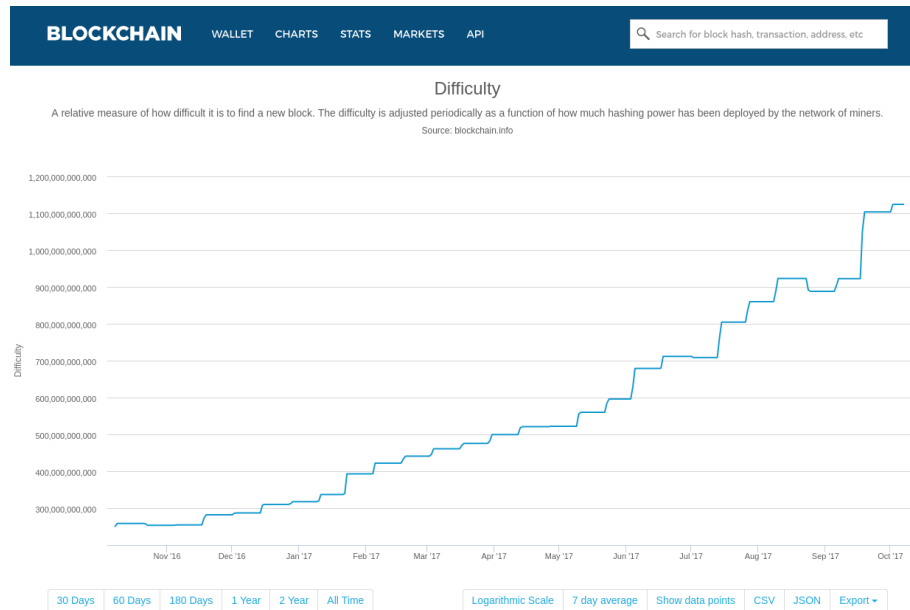 BLOCKCHAIN WALLET CHARTS STATS MARKETS API Search for block hash, transaction, address, etc
Difficulty
A relative measure of how difficult it is to find a new block. The difficulty is adjusted periodically as a function of how much hashing power has been deployed by the network of miners.
Source: blockchain.info
1,200,000,000,000
1,100,000,000,000
1,000,000,000,000
900,000,000,000
800,000,000,000
700,000,000,000
600,000,000,000
500,000,000,000
400,000,000,000
300,000,000,000
Difficulty
Nov '16 Dec '16 Jan '17 Feb '17 Mar '17 Apr '17 May '17 Jun '17 Jul '17 Aug '17 Sep '17 Oct '17
30 Days 60 Days 180 Days 1 Year 2 Year All Time Logarithmic Scale 7 day average Show data points CSV JSON Export